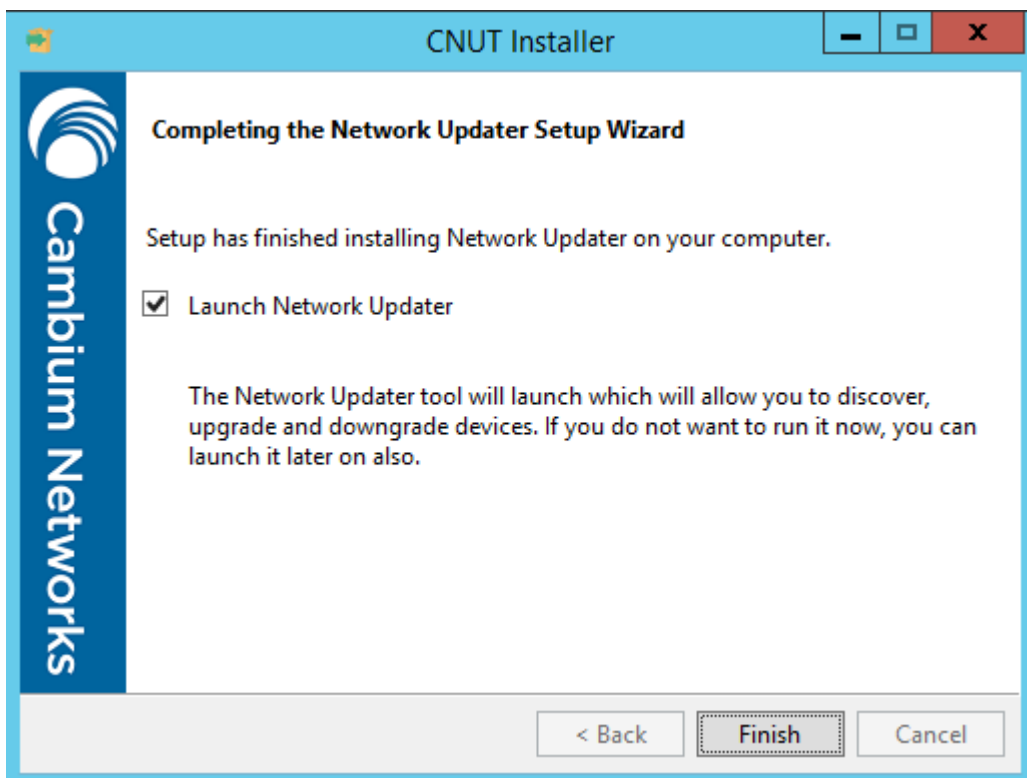 CNUT Installer
Cambium Networks
Completing the Network Updater Setup Wizard
Setup has finished installing Network Updater on your computer.
Launch Network Updater
The Network Updater tool will launch which will allow you to discover,
upgrade and downgrade devices. If you do not want to run it now, you can
launch it later on also.
< Back
Finish
Cancel